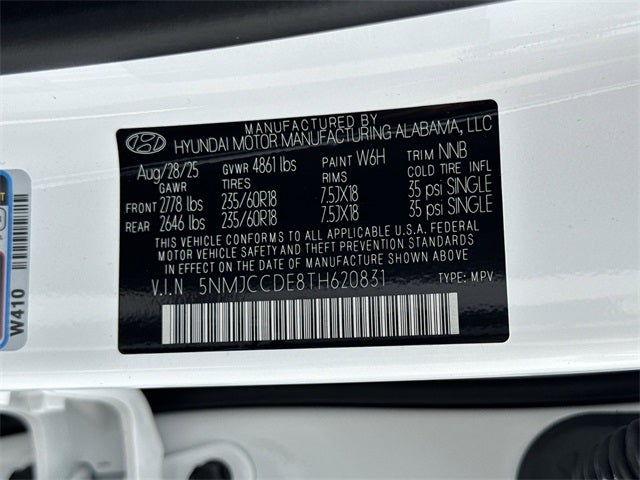 MANUFACTURED BY
HYUNDAI MOTOR MANUFACTURING ALABAMA, LLC
Aug/28/25 GVWR 4861 lbs PAINT W6H TRIM NNB
GAWR TIRES RIMS COLD TIRE INFL
FRONT 2778 lbs 235/60R18 7.5JX18 35 psi SINGLE
REAR 2646 lbs 235/60R18 7.5JX18 35 psi SINGLE
THIS VEHICLE CONFORMS TO ALL APPLICABLE U.S. FEDERAL
MOTOR VEHICLE SAFETY, BUMPER, AND THEFT PREVENTION
STANDARDS IN EFFECT ON THE DATE OF MANUFACTURE SHOWN ABOVE
V.I.N 5NMJCCDE8TH620831 TYPE: MPV
W410